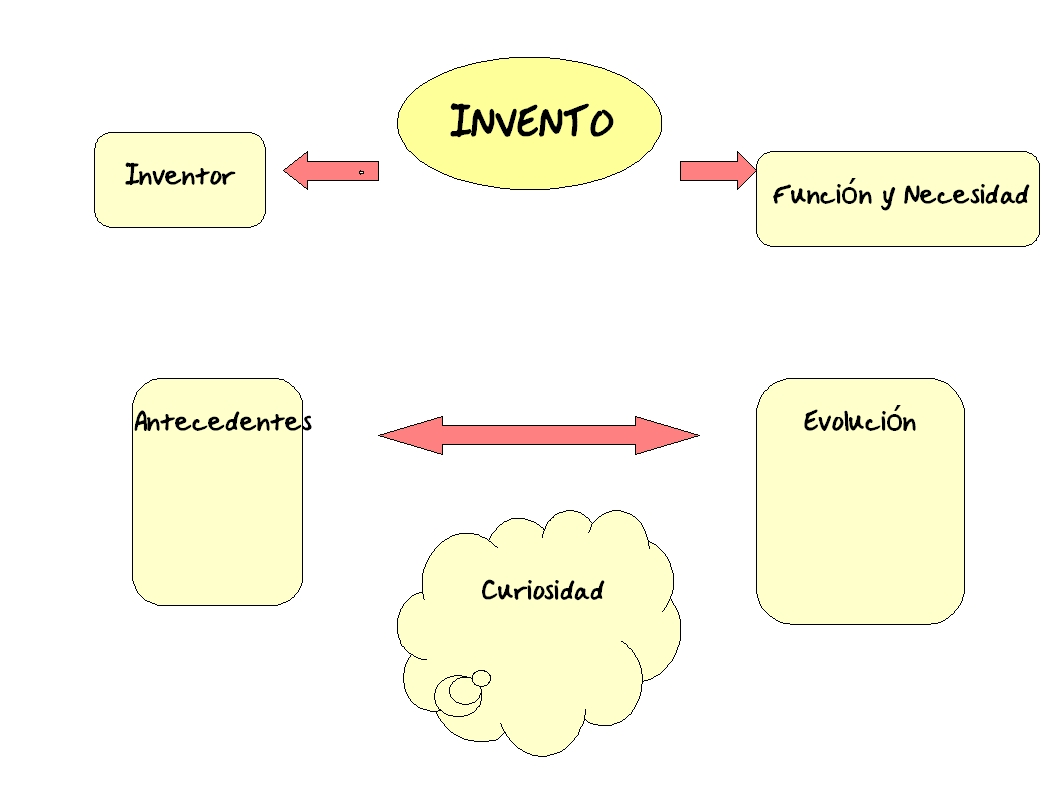 INVENTO
Inventor
Función y Necesidad
Antecedentes
Evolución
Curiosidad